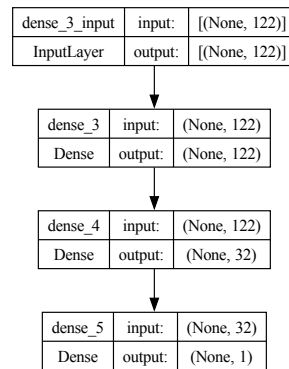 dense_3_input input: [(None, 122)]
InputLayer output: [(None, 122)]
dense_3 input: (None, 122)
Dense output: (None, 122)
dense_4 input: (None, 122)
Dense output: (None, 32)
dense_5 input: (None, 32)
Dense output: (None, 1)